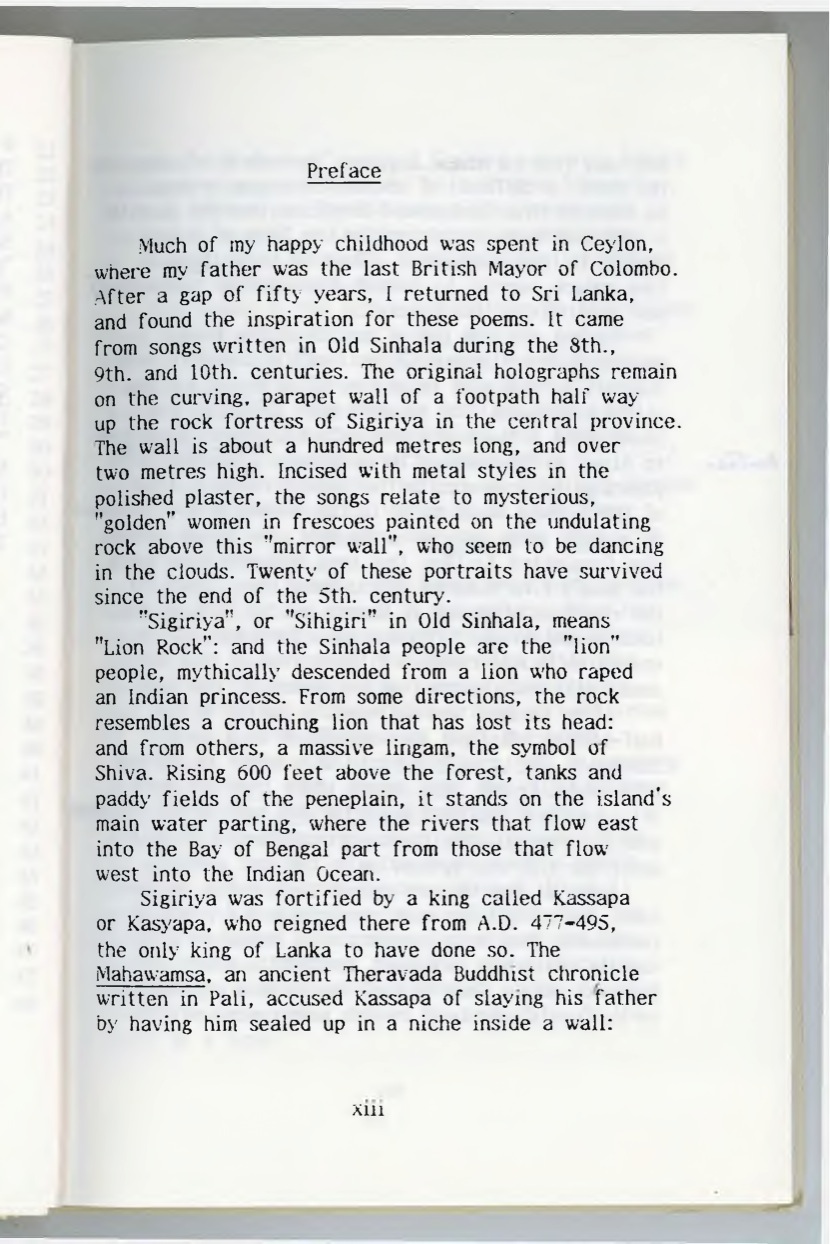 Preface
Much of my happy childhood was spent in Ceylon,
where my father was the last British Mayor of Colombo.
After a gap of fifty years, I returned to Sri Lanka,
and found the inspiration for these poems. It came
from songs written in Old Sinhala during the 8th.,
9th. and 10th. centuries. The original holographs remain
on the curving, parapet wall of a footpath half way
up the rock fortress of Sigiriya in the central province.
The wall is about a hundred metres long, and over
two metres high. Incised with metal styles in the
polished plaster, the songs relate to mysterious,
"golden" women in frescoes painted on the undulating
rock above this "mirror wall", who seem to be dancing
in the clouds. Twenty of these portraits have survived
since the end of the 5th. century.
"Sigiriya", or "Sihigiri" in Old Sinhala, means
"Lion Rock": and the Sinhala people are the "lion"
people, mythically descended from a lion who raped
an Indian princess. From some directions, the rock
resembles a crouching lion that has lost its head:
and from others, a massive lingam, the symbol of
Shiva. Rising 600 feet above the forest, tanks and
paddy fields of the peneplain, it stands on the island's
main water parting, where the rivers that flow east
into the Bay of Bengal part from those that flow
west into the Indian Ocean.
Sigiriya was fortified by a king called Kassapa
or Kasyapa, who reigned there from A.D. 477-495,
the only king of Lanka to have done so. The
Mahawamsa, an ancient Theravada Buddhist chronicle
written in Pali, accused Kassapa of slaying his father
by having him sealed up in a niche inside a wall:
xiii